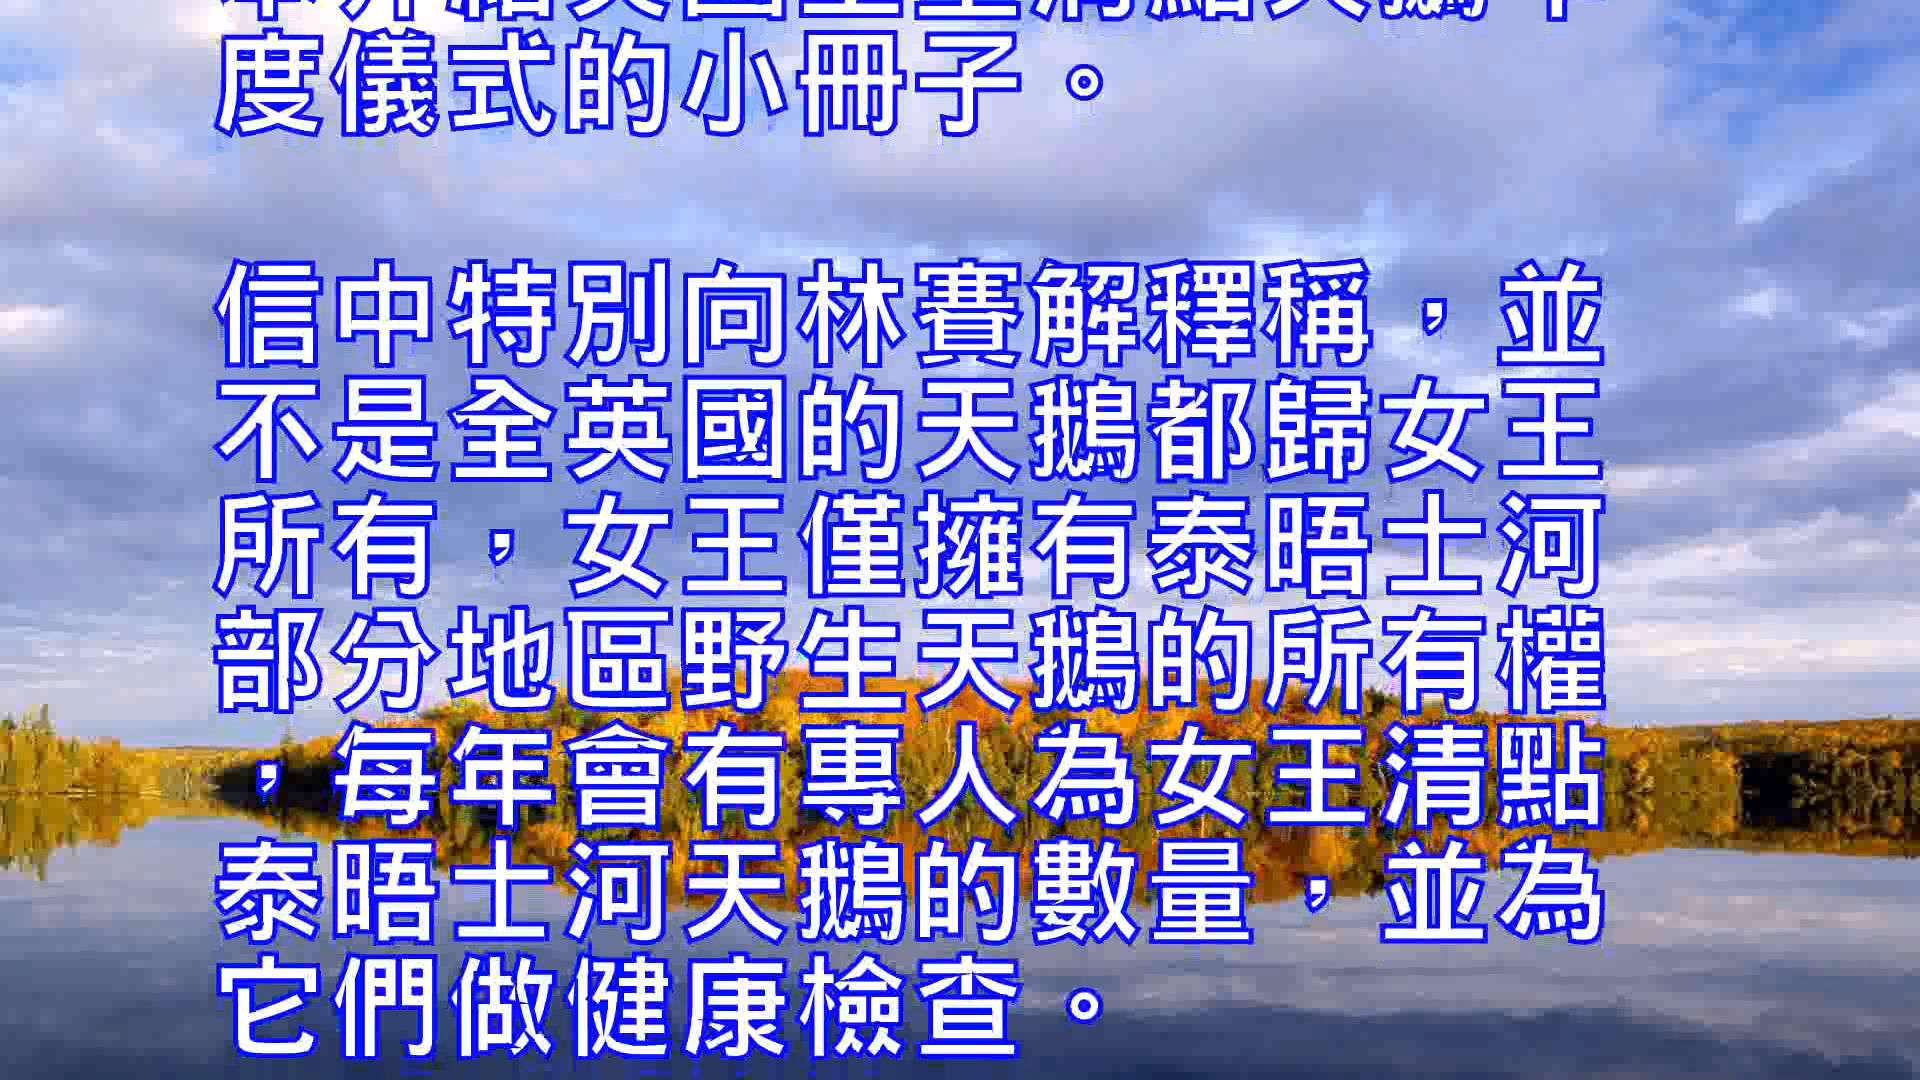 度儀式的小冊子。
信中特別向林賽解釋稱，並
不是全英國的天鵝都歸女王
所有，女王僅擁有泰晤士河
部分地區野生天鵝的所有權
，每年會有專人為女王清點
泰晤士河天鵝的數量，並為
它們做健康檢查。